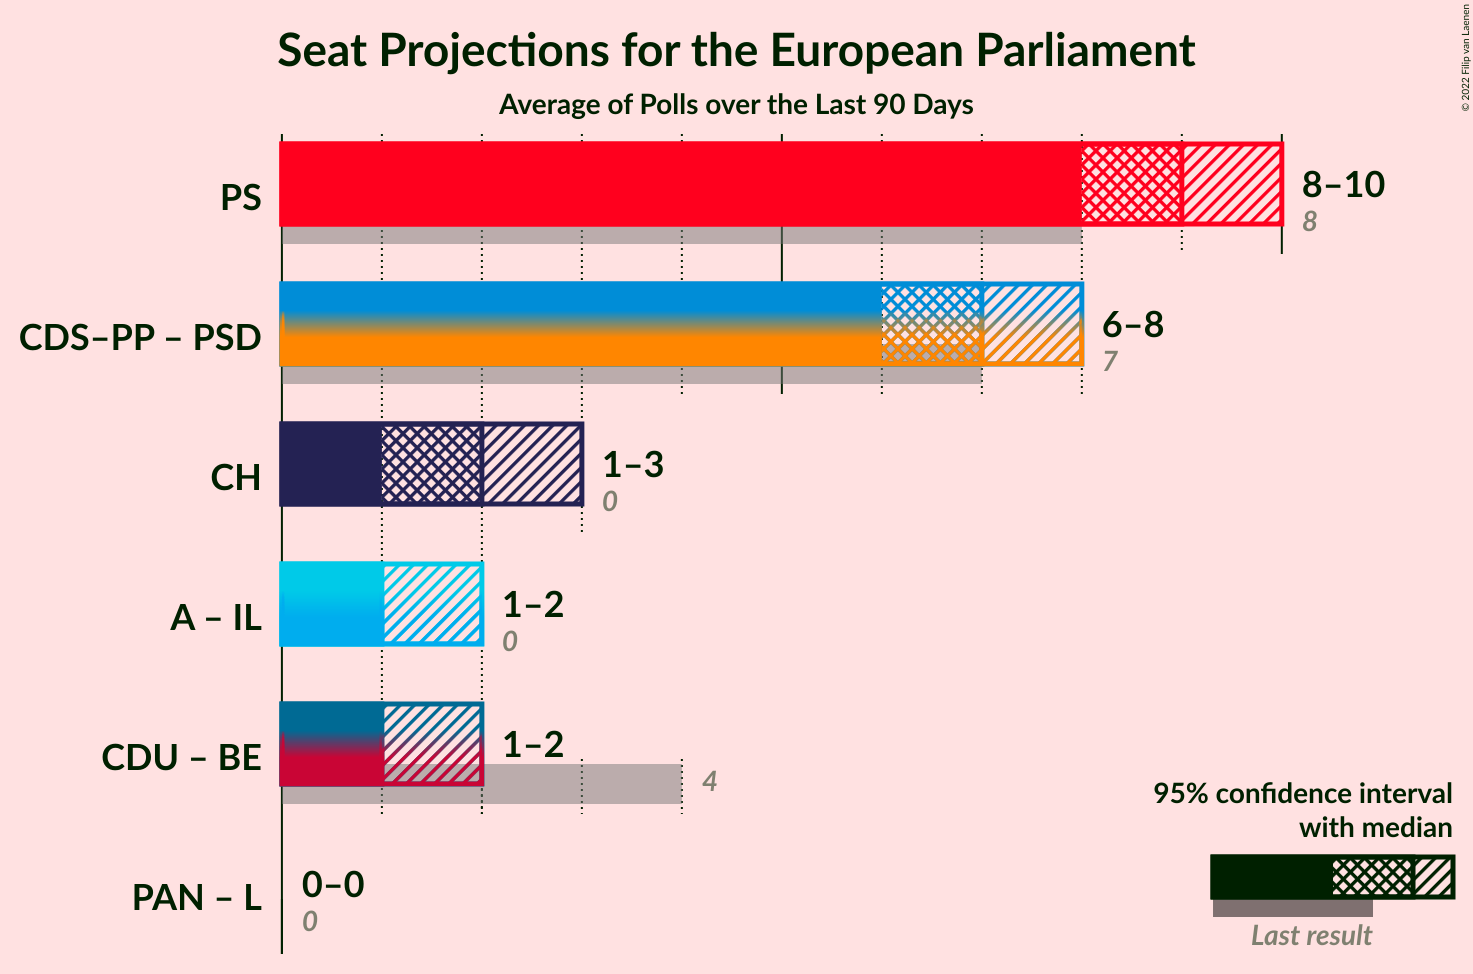 Seat Projections for the European Parliament
Average of Polls over the Last 90 Days
© 2022 Filip van Laenen
PS
8–10
8
CDS–PP – PSD
6–8
7
CH
1–3
0
A – IL
1–2
0
CDU – BE
1–2
4
PAN – L
0–0
0
95% confidence interval
with median
Last result